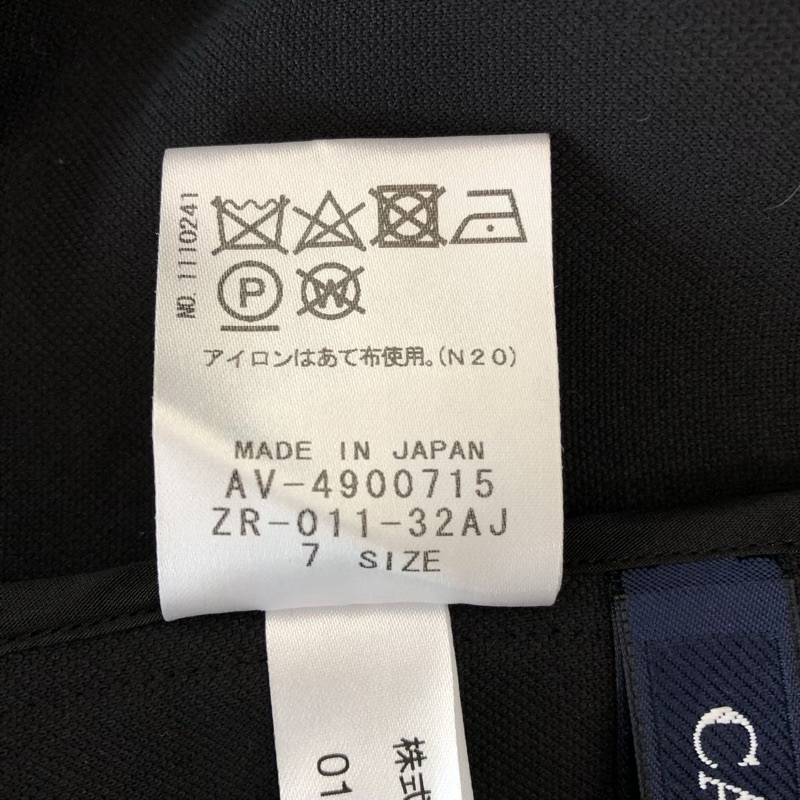 NO.1110241
P
W
アイロンはあて布使用。(N20)
MADE IN JAPAN
AV-4900715
ZR-011-32AJ
7 SIZE
株式
01
CA